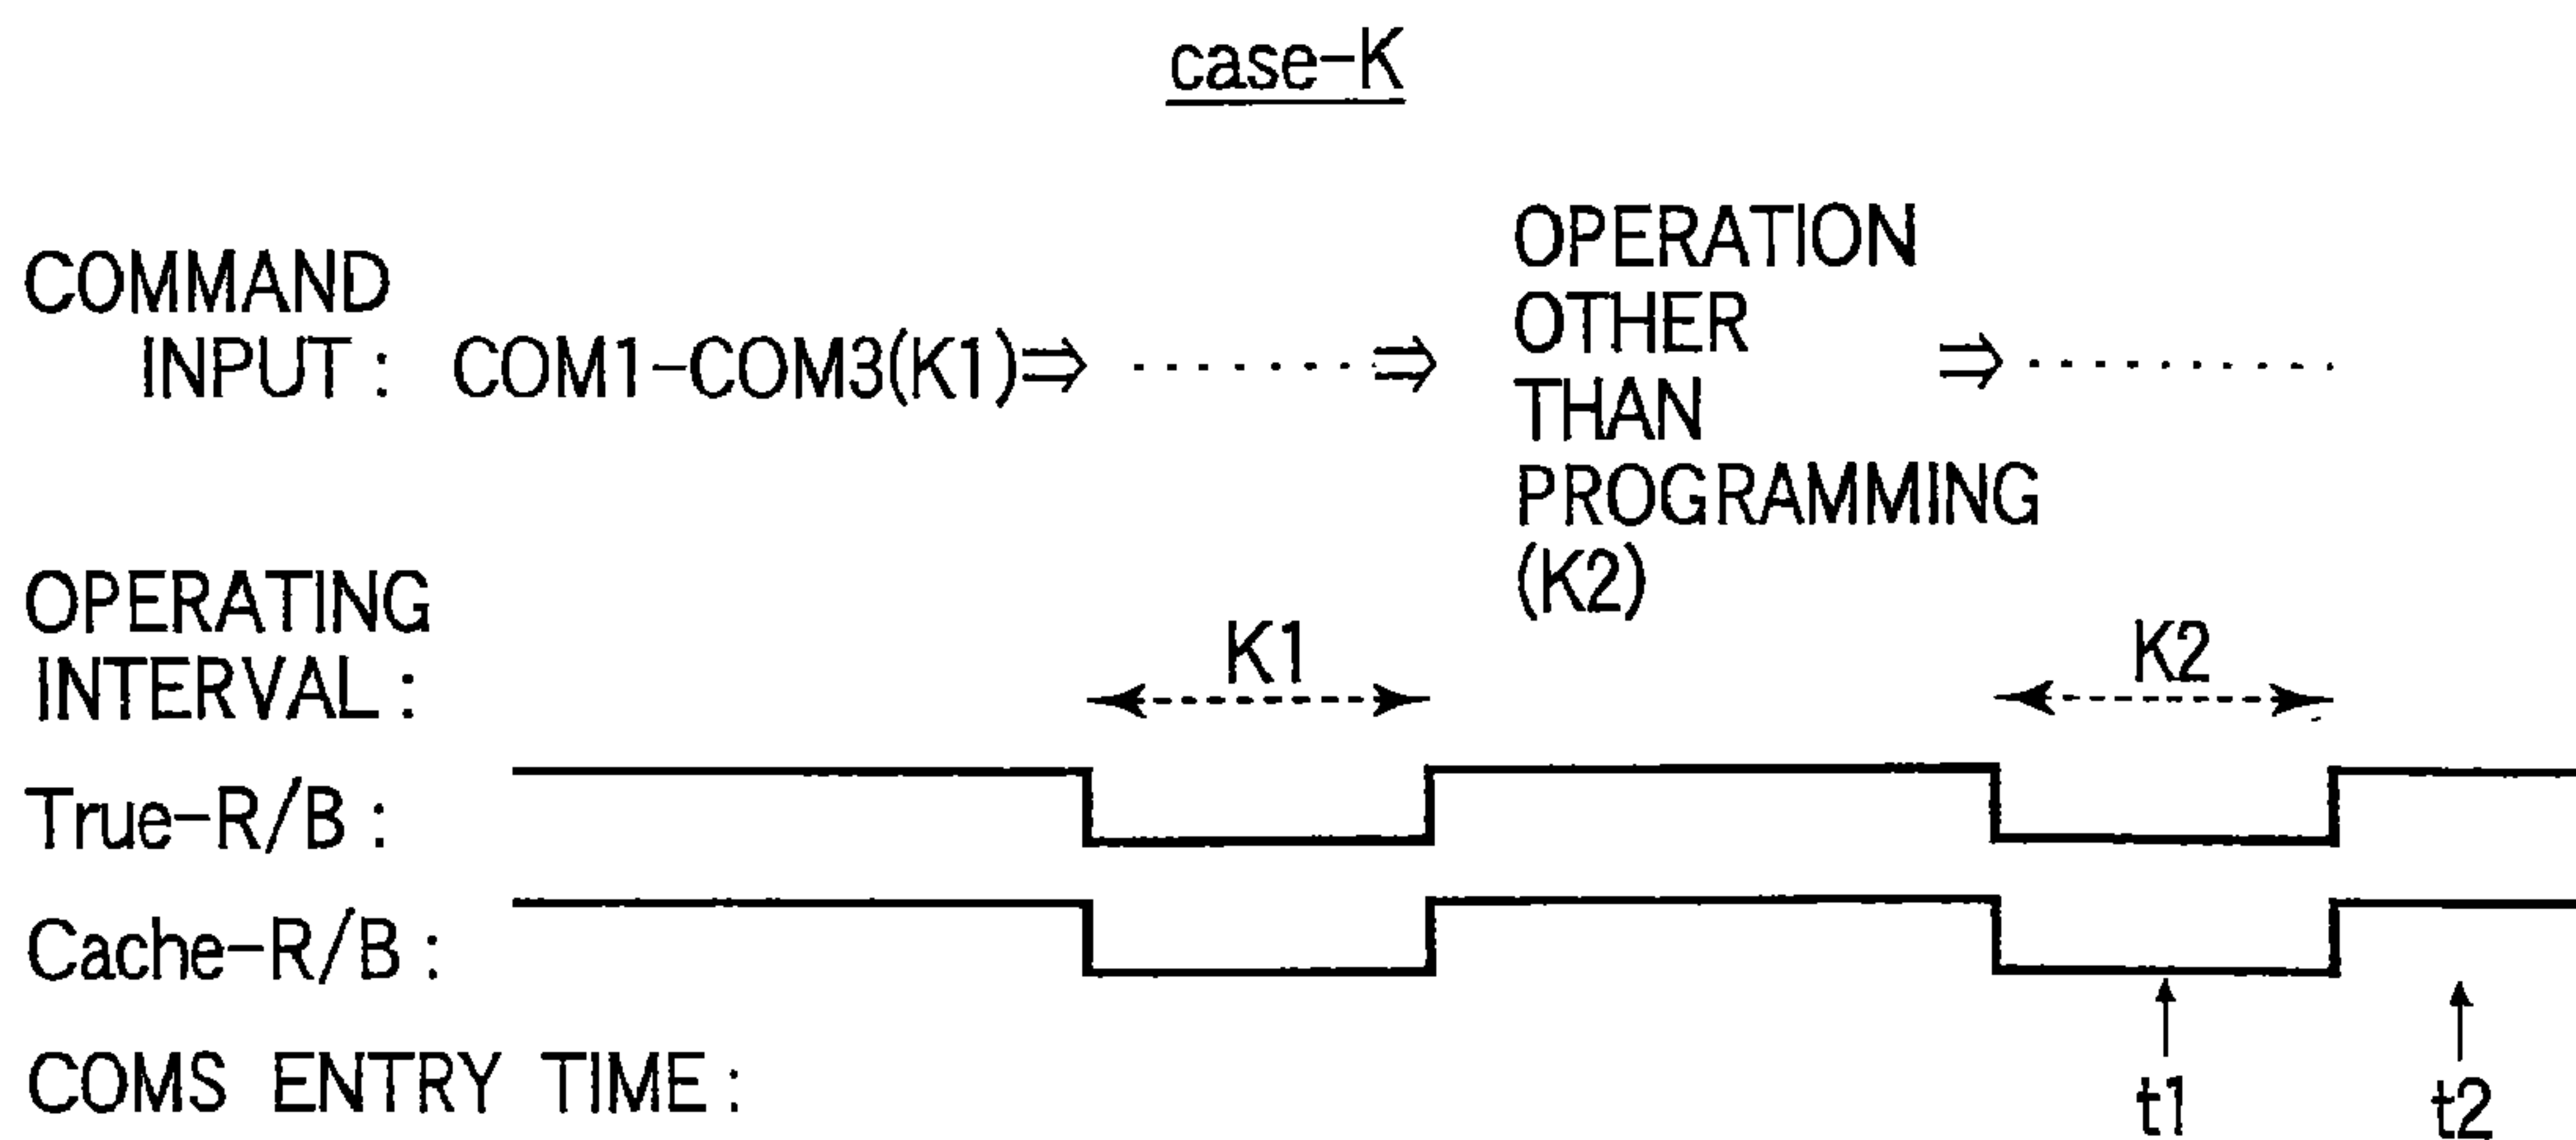 case-K
COMMAND
INPUT : COM1-COM3(K1)⇒ ········⇒
OPERATION
OTHER
THAN
PROGRAMMING
(K2)
⇒ ·········
OPERATING
INTERVAL :
K1
K2
True-R/B :
Cache-R/B :
COMS ENTRY TIME :
t1
t2